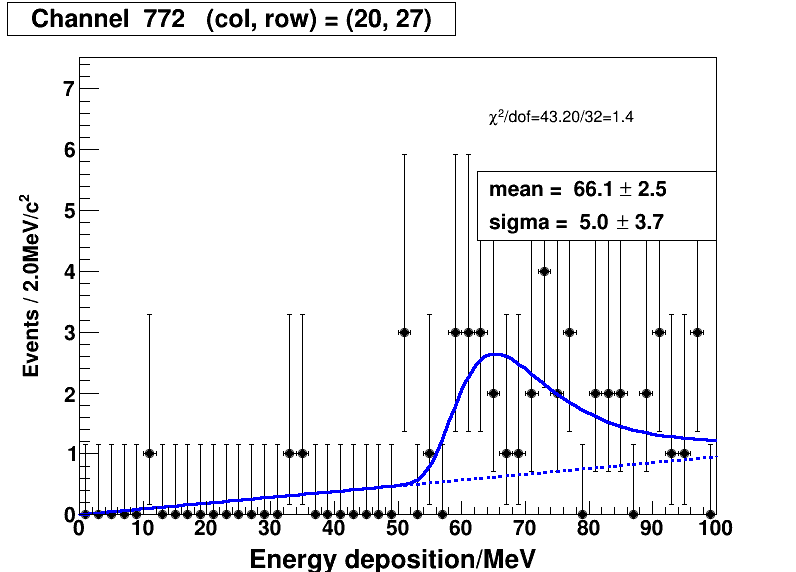 Channel 772 (col, row) = (20, 27)
χ²/dof=43.20/32=1.4
mean = 66.1 ± 2.5
sigma = 5.0 ± 3.7
Events / 2.0MeV/c²
7
6
5
4
3
2
1
0
0 10 20 30 40 50 60 70 80 90 100
Energy deposition/MeV